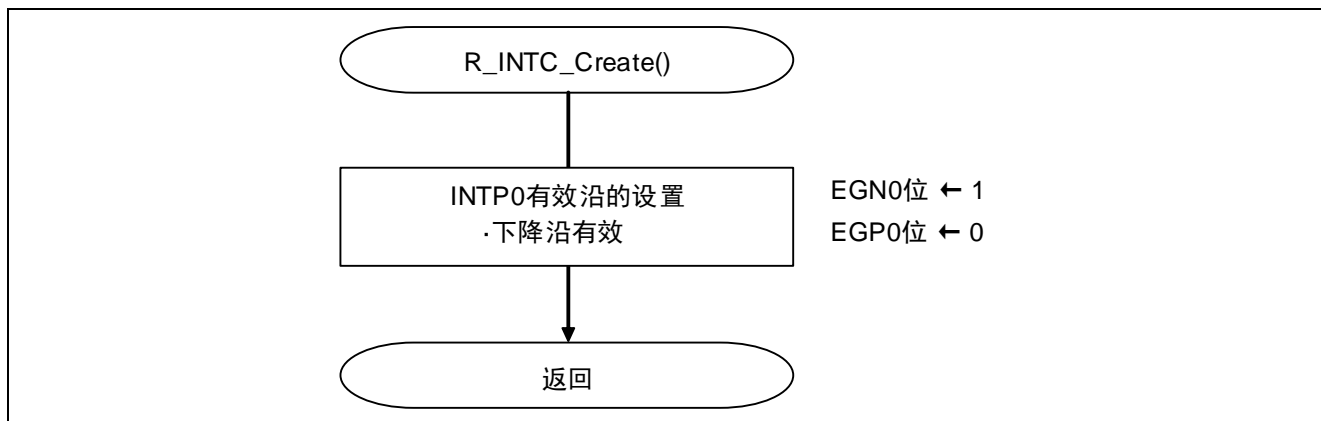 R_INTC_Create()
INTP0有效沿的设置
·下降沿有效
EGN0位 ← 1
EGP0位 ← 0
返回